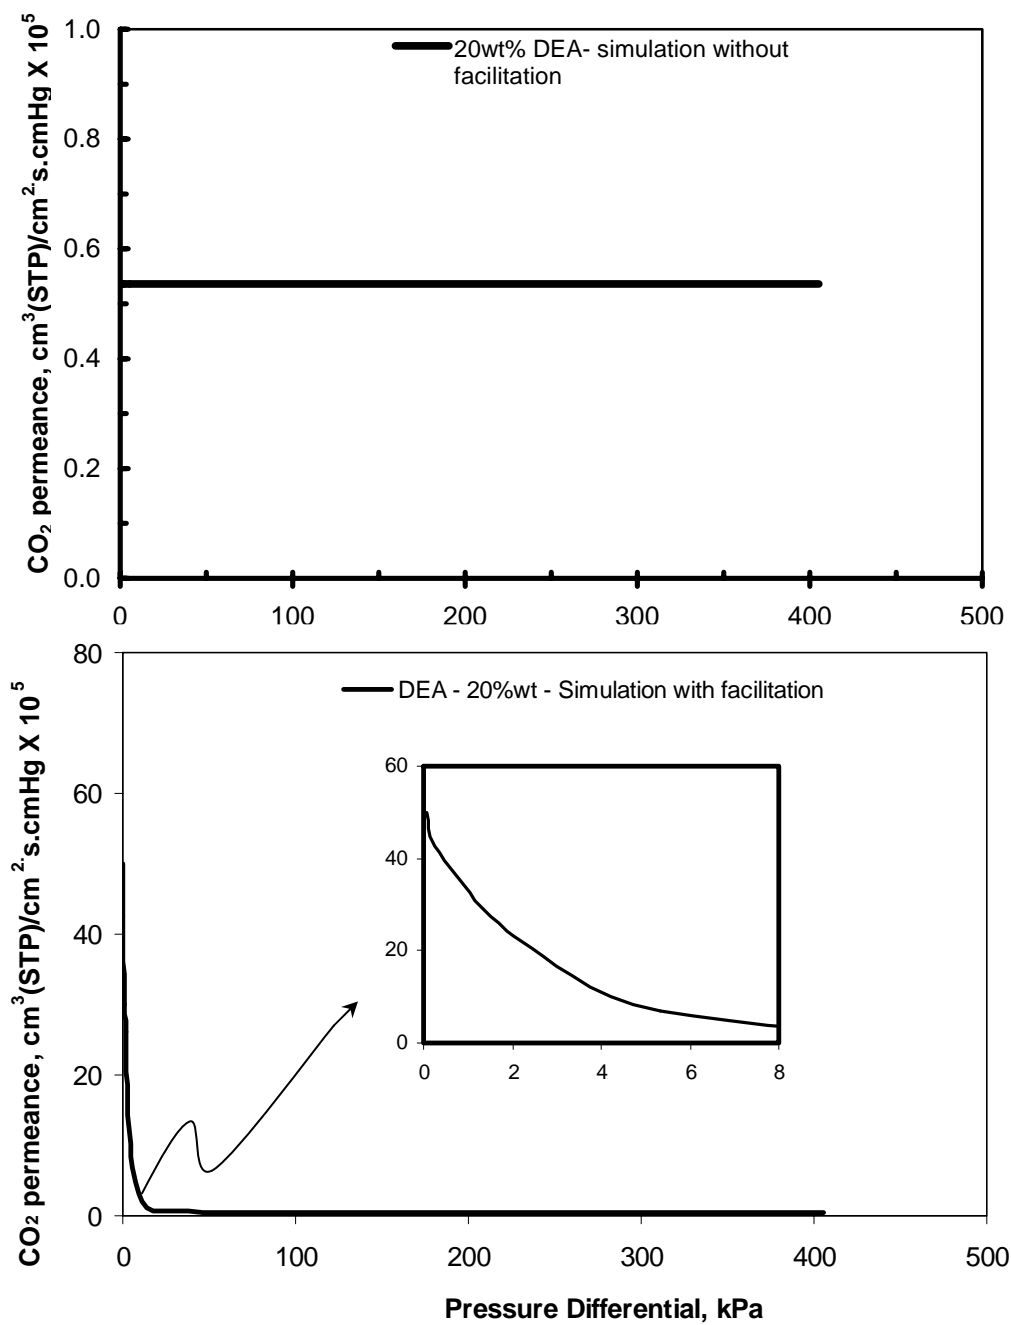 CO₂ permeance, cm³(STP)/cm²·s.cmHg X 10⁵
1.0
0.8
0.6
0.4
0.2
0.0
20wt% DEA- simulation without
facilitation
0 100 200 300 400 500
CO₂ permeance, cm³(STP)/cm²·s.cmHg X 10⁵
80
60
40
20
0
DEA - 20%wt - Simulation with facilitation
60
40
20
0
0 2 4 6 8
0 100 200 300 400 500
Pressure Differential, kPa